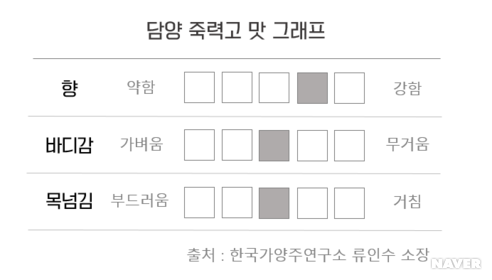 담양 죽력고 맛 그래프
향 약함 강함
바디감 가벼움 무거움
목넘김 부드러움 거침
출처 : 한국가양주연구소 류인수 소장
NAVER